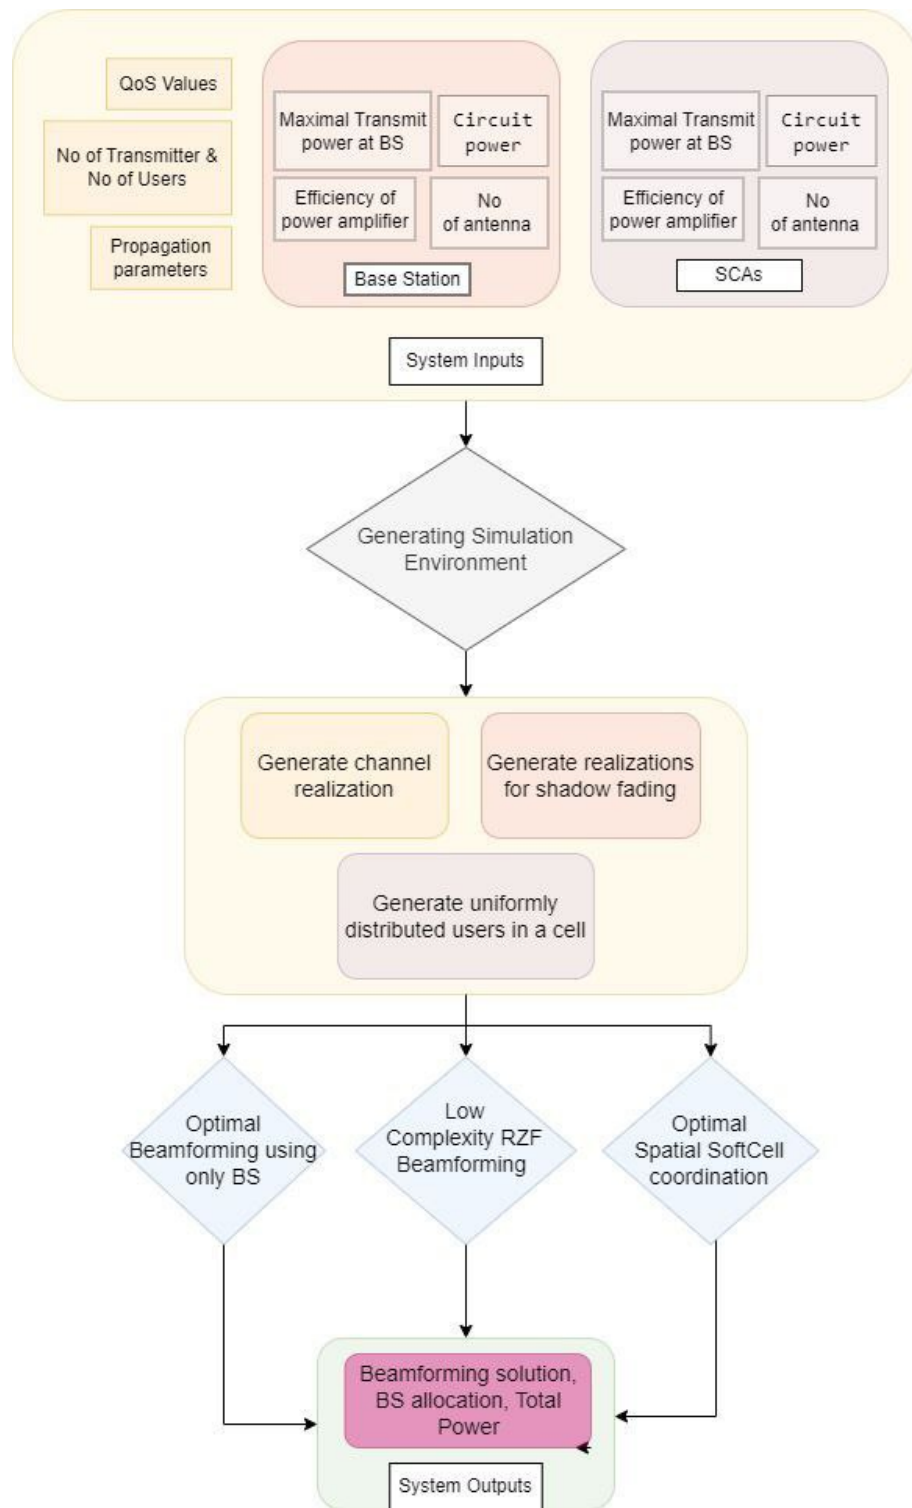 QoS Values
No of Transmitter &
No of Users
Propagation
parameters
Maximal Transmit
power at BS
Circuit
power
Efficiency of
power amplifier
No
of antenna
Base Station
Maximal Transmit
power at BS
Circuit
power
Efficiency of
power amplifier
No
of antenna
SCAs
System Inputs
Generating Simulation
Environment
Generate channel
realization
Generate realizations
for shadow fading
Generate uniformly
distributed users in a cell
Optimal
Beamforming using
only BS
Low
Complexity RZF
Beamforming
Optimal
Spatial SoftCell
coordination
Beamforming solution,
BS allocation, Total
Power
System Outputs